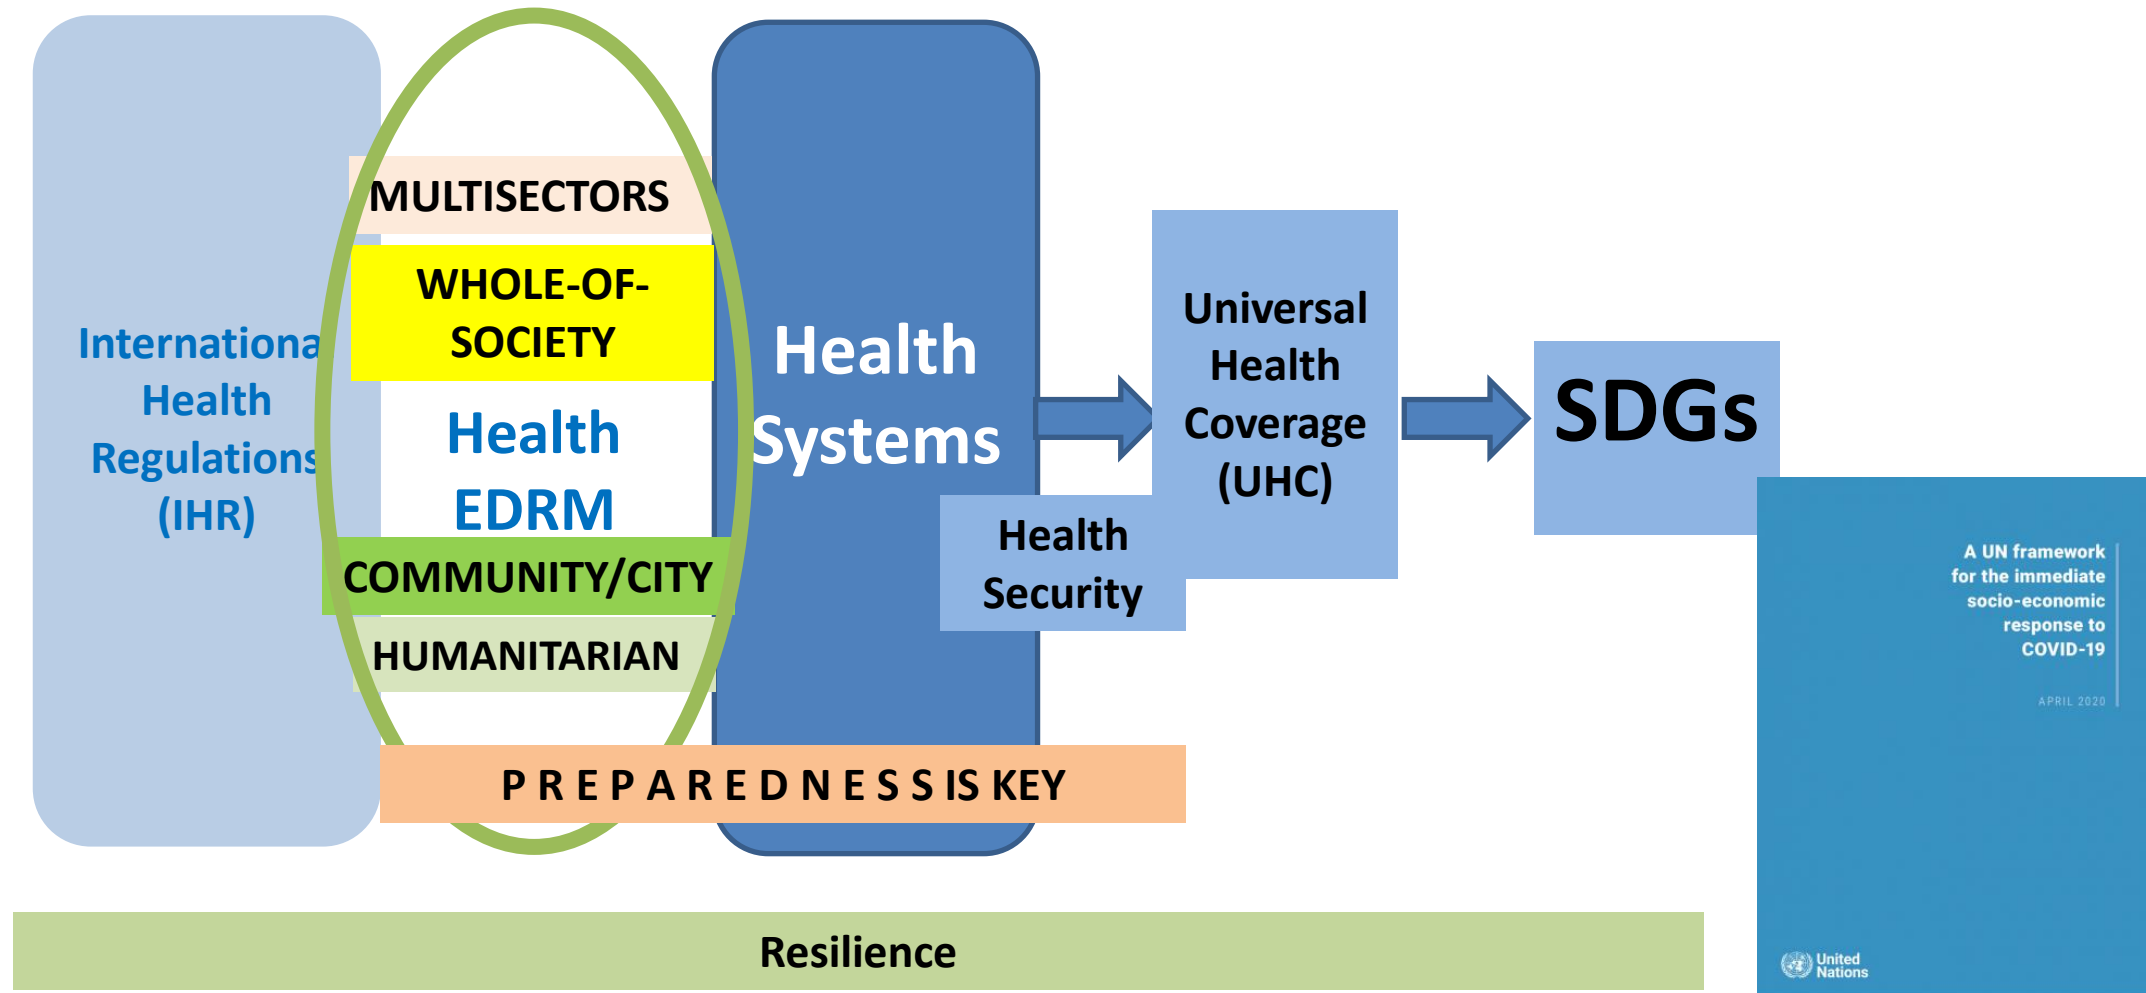 Internationa
Health
Regulations
(IHR)
MULTISECTORS
WHOLE-OF-
SOCIETY
Health
EDRM
COMMUNITY/CITY
HUMANITARIAN
P R E P A R E D N E S S IS KEY
Health
Systems
Health
Security
Universal
Health
Coverage
(UHC)
SDGs
A UN framework
for the immediate
socio-economic
response to
COVID-19
APRIL 2020
United
Nations
Resilience